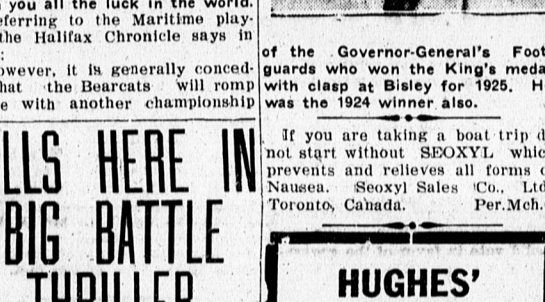 you all the luck in the world.
eferring to the Maritime play-
the Halifax Chronicle says in
:
owever, it is generally conced-
hat the Bearcats will romp
e with another championship
LLS HERE IN
BIG BATTLE
THRILLER
of the Governor-General's Foot
guards who won the King's meda
with clasp at Bisley for 1925. H
was the 1924 winner also.
If you are taking a boat trip d
not start without SEOXYL whic
prevents and relieves all forms o
Nausea. Seoxyl Sales Co., Ltd
Toronto, Canada. Per.Mch.
HUGHES'